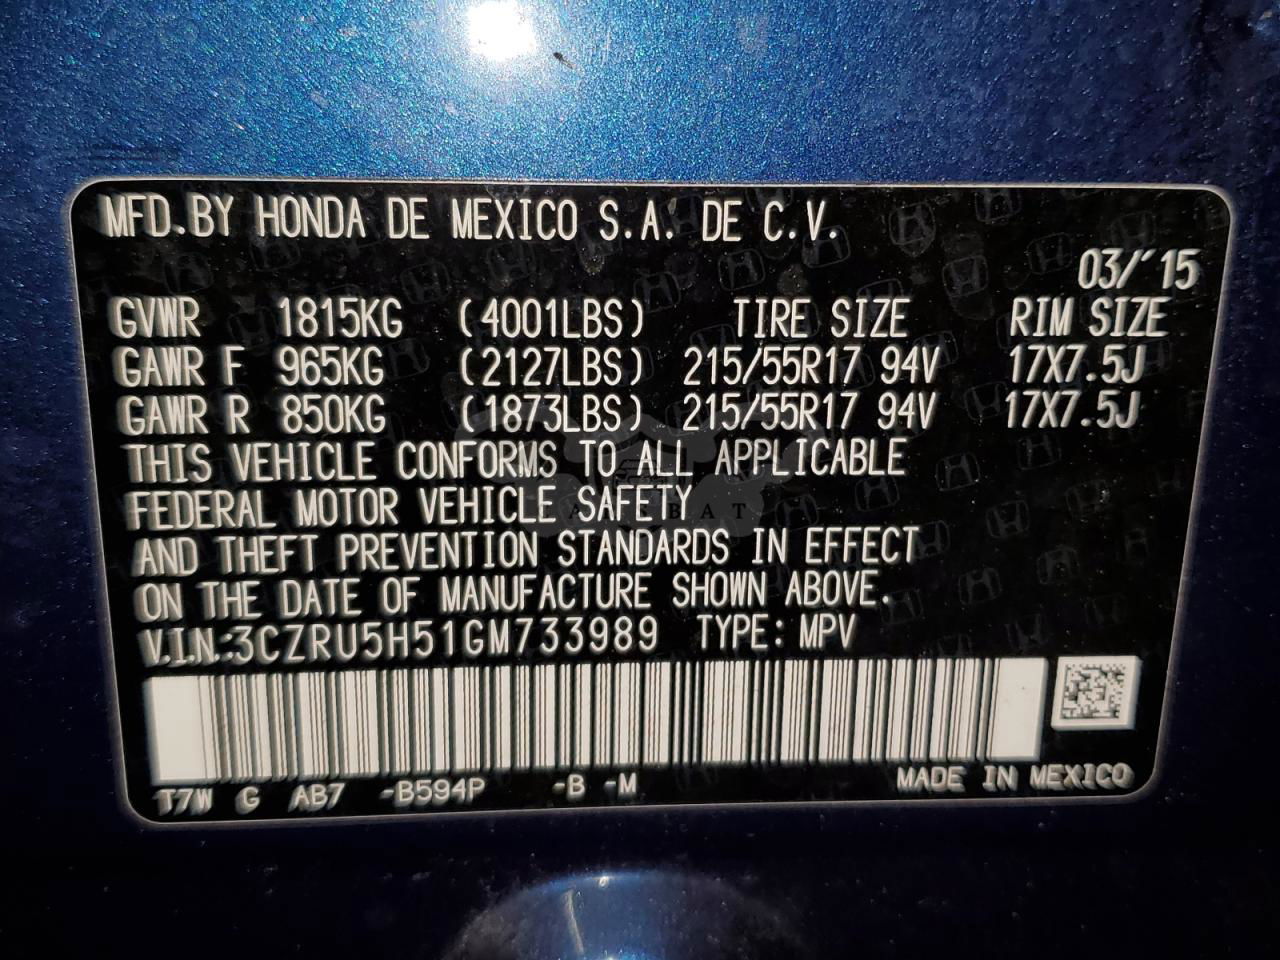 MFD.BY HONDA DE MEXICO S.A. DE C.V.
03/'15
GVWR 1815KG (4001LBS) TIRE SIZE RIM SIZE
GAWR F 965KG (2127LBS) 215/55R17 94V 17X7.5J
GAWR R 850KG (1873LBS) 215/55R17 94V 17X7.5J
THIS VEHICLE CONFORMS TO ALL APPLICABLE
FEDERAL MOTOR VEHICLE SAFETY
AND THEFT PREVENTION STANDARDS IN EFFECT
ON THE DATE OF MANUFACTURE SHOWN ABOVE.
V.I.N.:3CZRU5H51GM733989 TYPE: MPV
T7W G AB7 -B594P -B -M MADE IN MEXICO